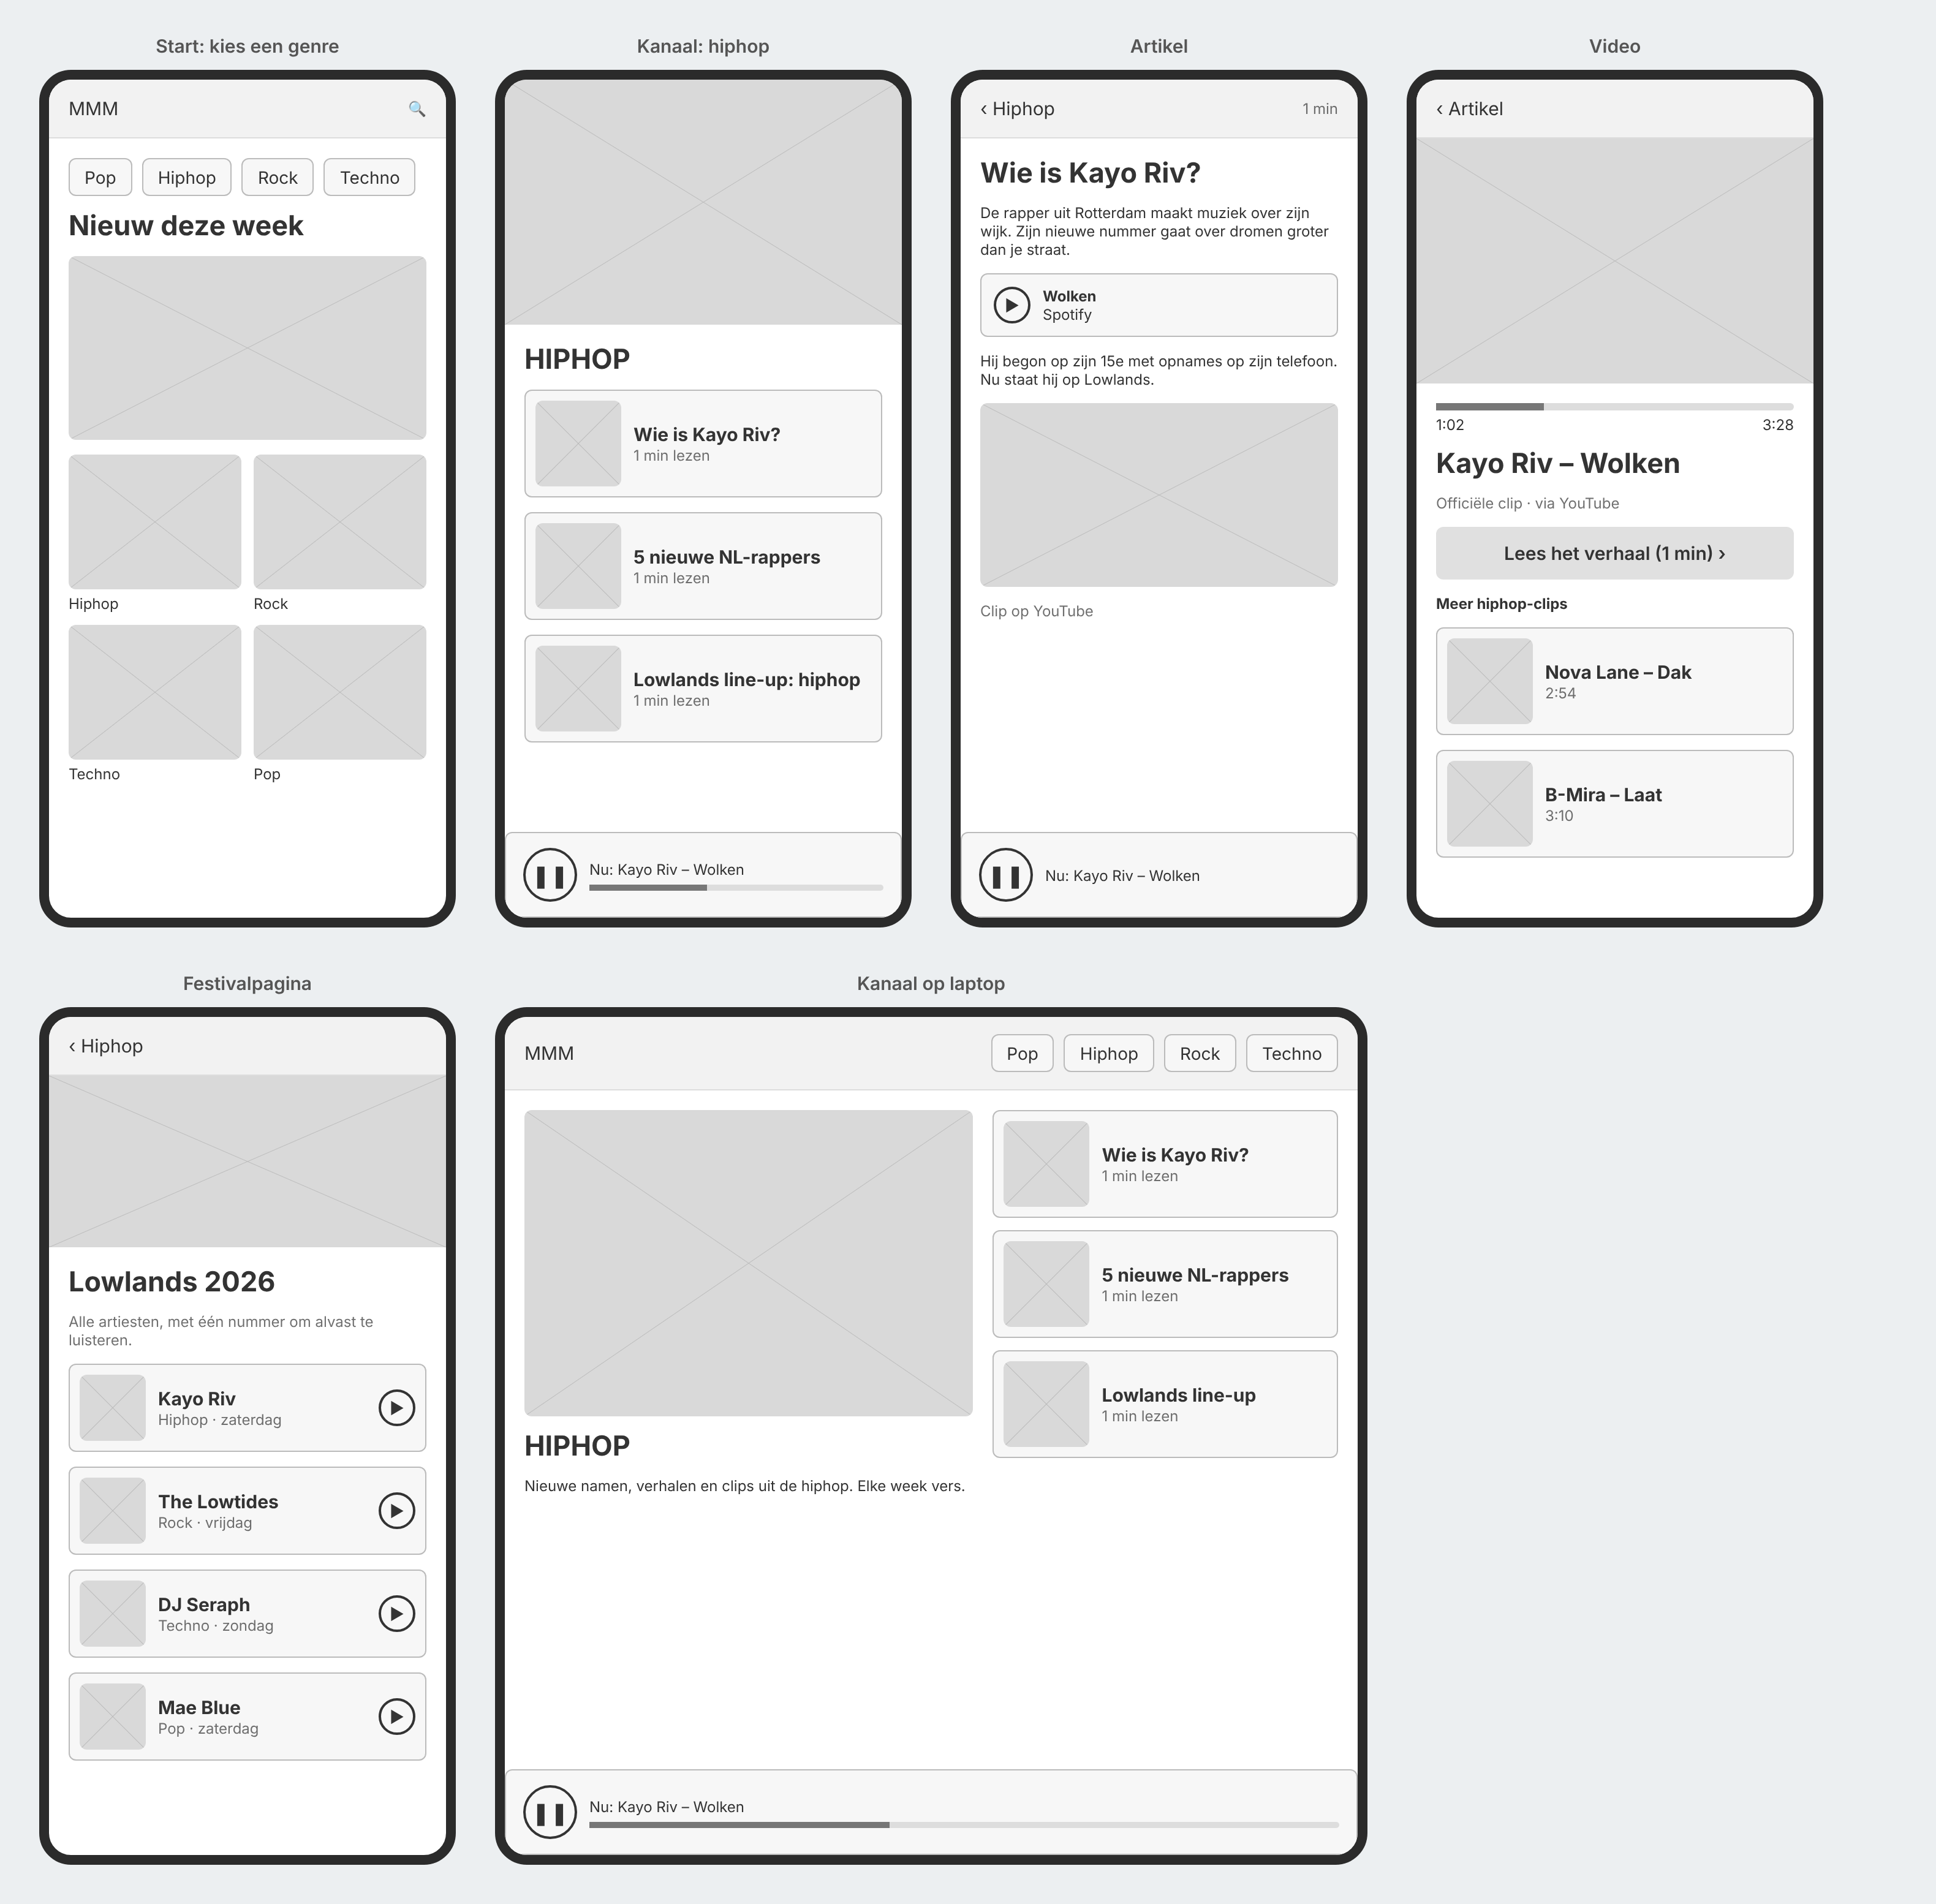 Start: kies een genre
MMM
Pop
Hiphop
Rock
Techno
Nieuw deze week
Hiphop
Rock
Techno
Pop
Kanaal: hiphop
HIPHOP
Wie is Kayo Riv?
1 min lezen
5 nieuwe NL-rappers
1 min lezen
Lowlands line-up: hiphop
1 min lezen
Nu: Kayo Riv – Wolken
Artikel
‹ Hiphop
1 min
Wie is Kayo Riv?
De rapper uit Rotterdam maakt muziek over zijn
wijk. Zijn nieuwe nummer gaat over dromen groter
dan je straat.
Wolken
Spotify
Hij begon op zijn 15e met opnames op zijn telefoon.
Nu staat hij op Lowlands.
Clip op YouTube
Nu: Kayo Riv – Wolken
Video
‹ Artikel
1:02
3:28
Kayo Riv – Wolken
Officiële clip · via YouTube
Lees het verhaal (1 min) ›
Meer hiphop-clips
Nova Lane – Dak
2:54
B-Mira – Laat
3:10
Festivalpagina
‹ Hiphop
Lowlands 2026
Alle artiesten, met één nummer om alvast te
luisteren.
Kayo Riv
Hiphop · zaterdag
The Lowtides
Rock · vrijdag
DJ Seraph
Techno · zondag
Mae Blue
Pop · zaterdag
Kanaal op laptop
MMM
Pop
Hiphop
Rock
Techno
HIPHOP
Nieuwe namen, verhalen en clips uit de hiphop. Elke week vers.
Wie is Kayo Riv?
1 min lezen
5 nieuwe NL-rappers
1 min lezen
Lowlands line-up
1 min lezen
Nu: Kayo Riv – Wolken